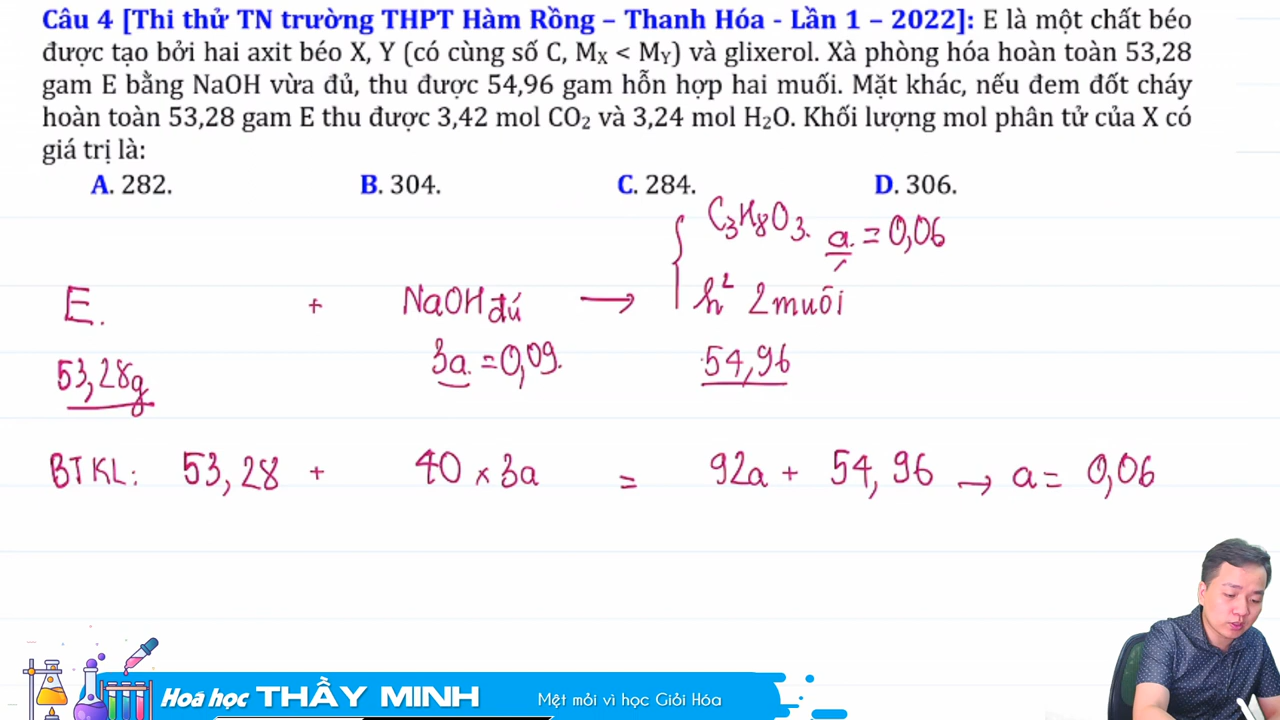 Câu 4 [Thi thử TN trường THPT Hàm Rồng – Thanh Hóa - Lần 1 – 2022]: E là một chất béo
được tạo bởi hai axit béo X, Y (có cùng số C, Mx < MY) và glixerol. Xà phòng hóa hoàn toàn 53,28
gam E bằng NaOH vừa đủ, thu được 54,96 gam hỗn hợp hai muối. Mặt khác, nếu đem đốt cháy
hoàn toàn 53,28 gam E thu được 3,42 mol CO2 và 3,24 mol H2O. Khối lượng mol phân tử của X có
giá trị là:
A. 282. B. 304. C. 284. D. 306.
C3H8O3. a = 0,06
E. + NaOH đủ → h² 2 muối
53,28g 3a = 0,09. 54,96
BTKL: 53,28 + 40 × 3a = 92a + 54,96 → a = 0,06
Hoá học THẦY MINH Mệt mỏi vì học Giỏi Hóa